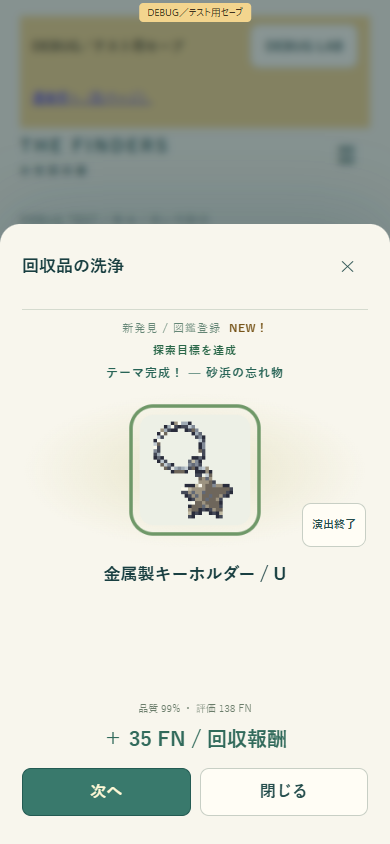 DEBUG／テスト用セーブ
THE FINDERS
回収品の洗浄
新発見 / 図鑑登録 NEW！
探索目標を達成
テーマ完成！ — 砂浜の忘れ物
演出終了
金属製キーホルダー / U
品質 99% ・ 評価 138 FN
＋ 35 FN / 回収報酬
次へ
閉じる